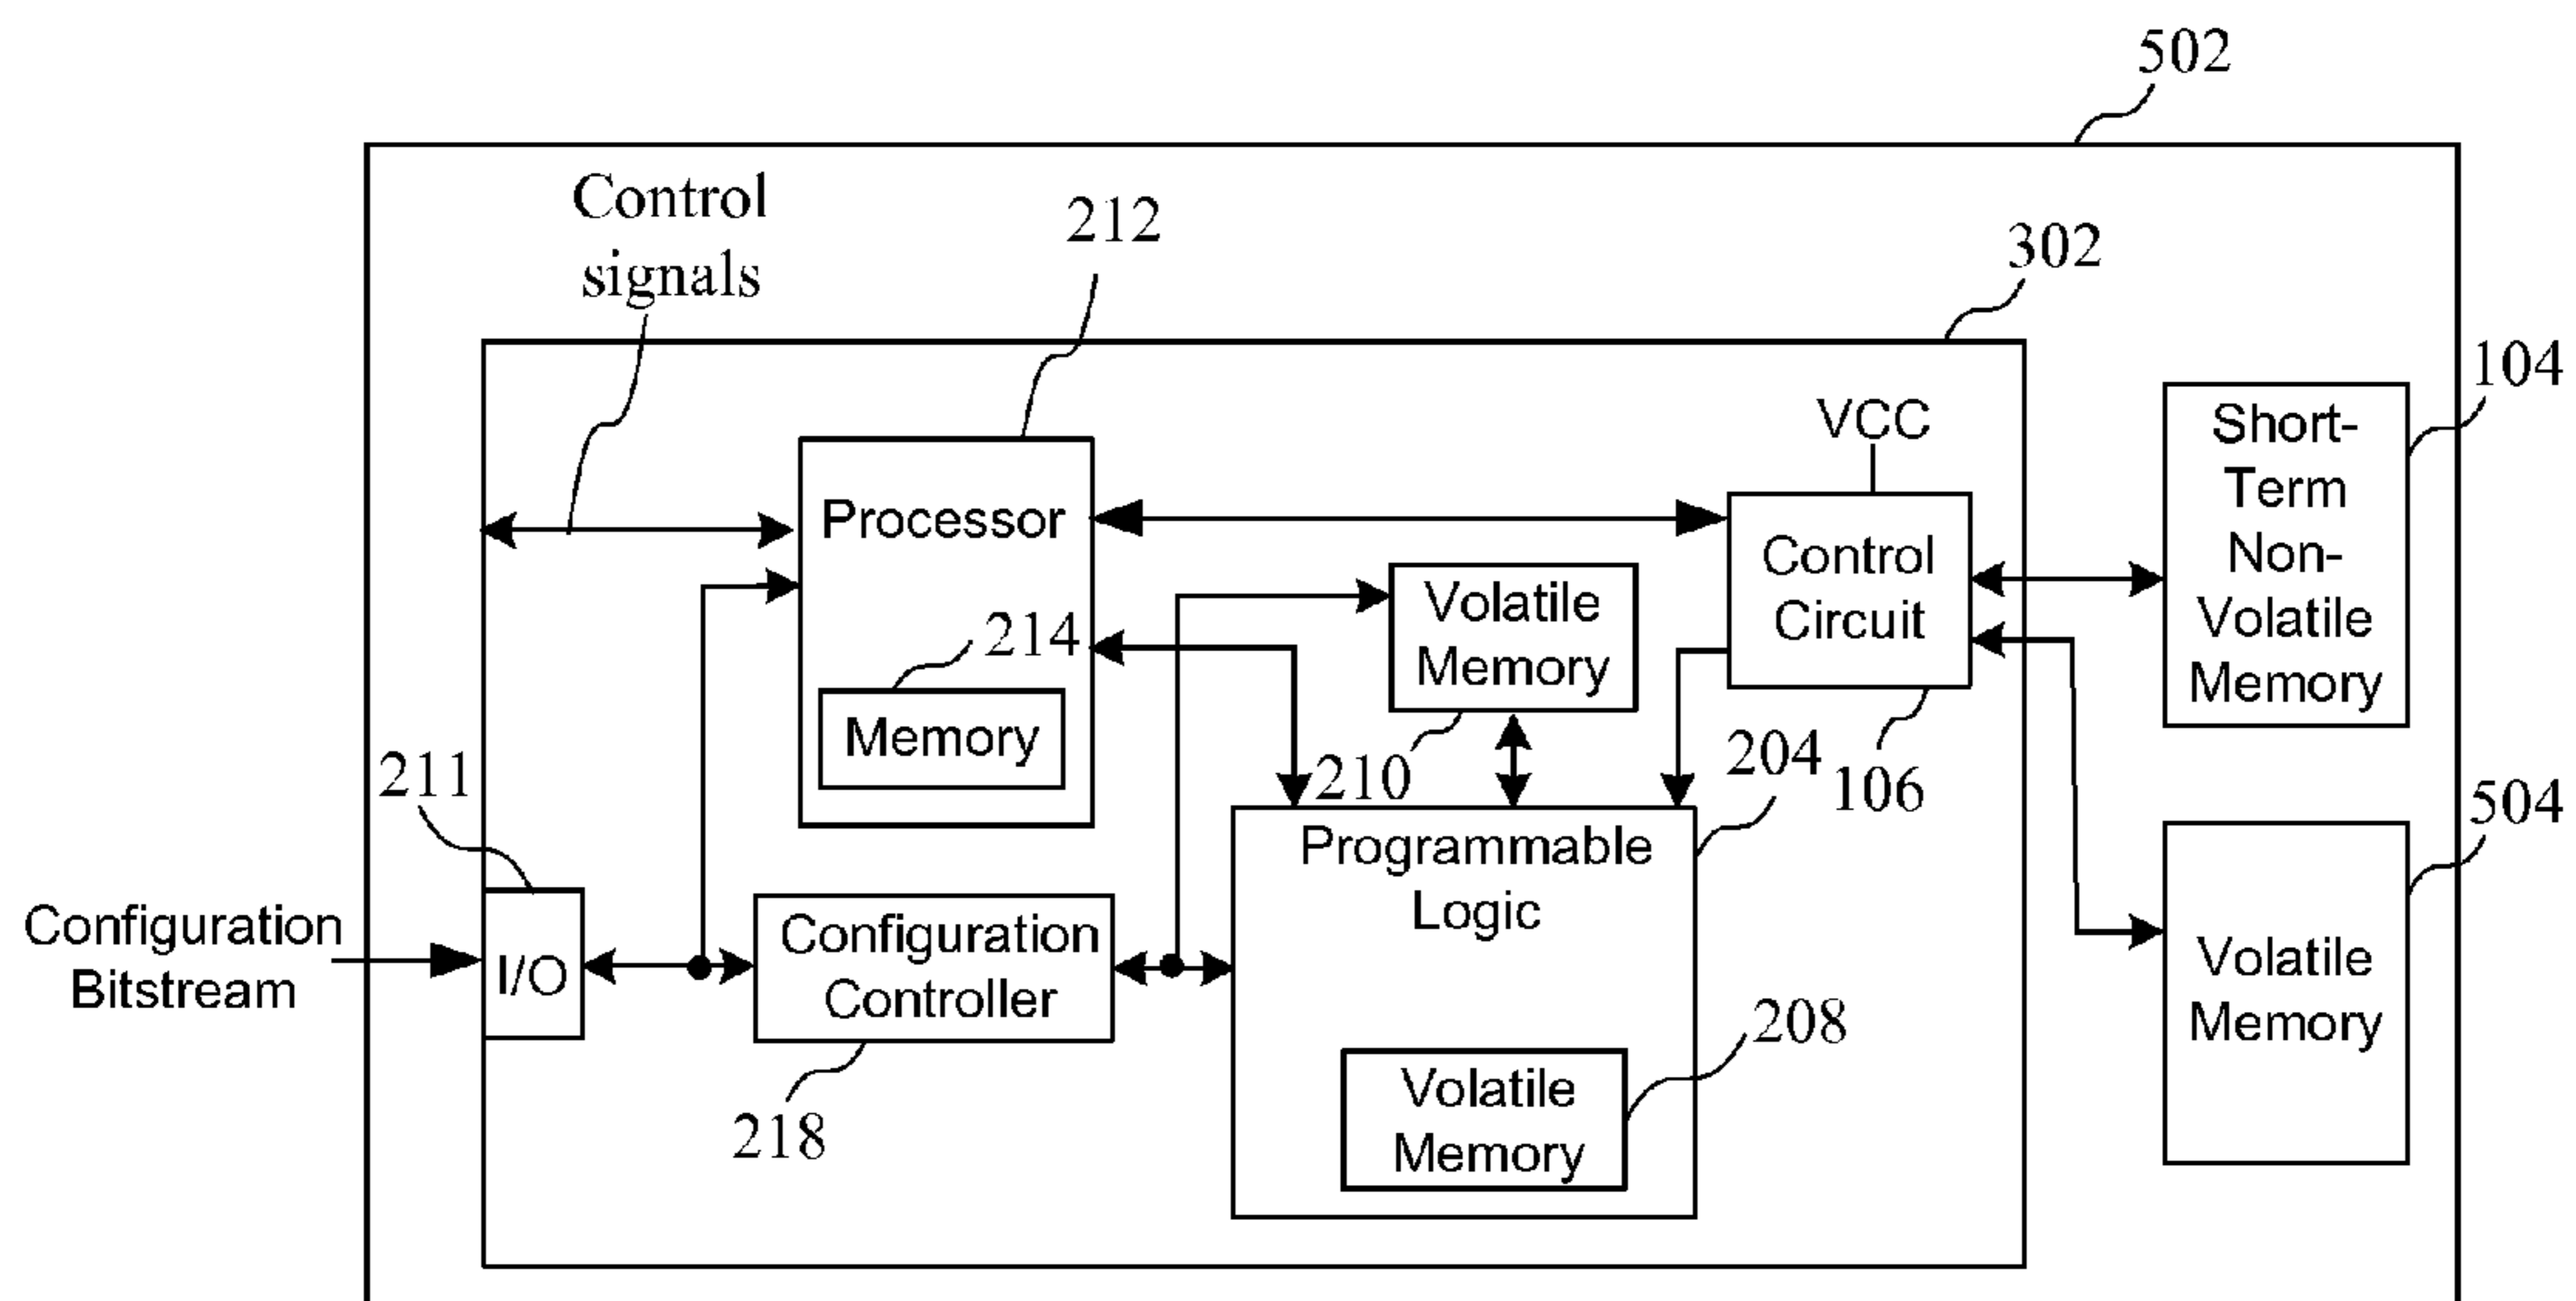 502
Control
signals
212
302
104
VCC
Short-
Term
Non-
Volatile
Memory
Processor
Control
Circuit
Volatile
Memory
214
Memory
210
204
106
211
504
Programmable
Logic
Configuration
Bitstream
I/O
Configuration
Controller
Volatile
Memory
208
Volatile
Memory
218